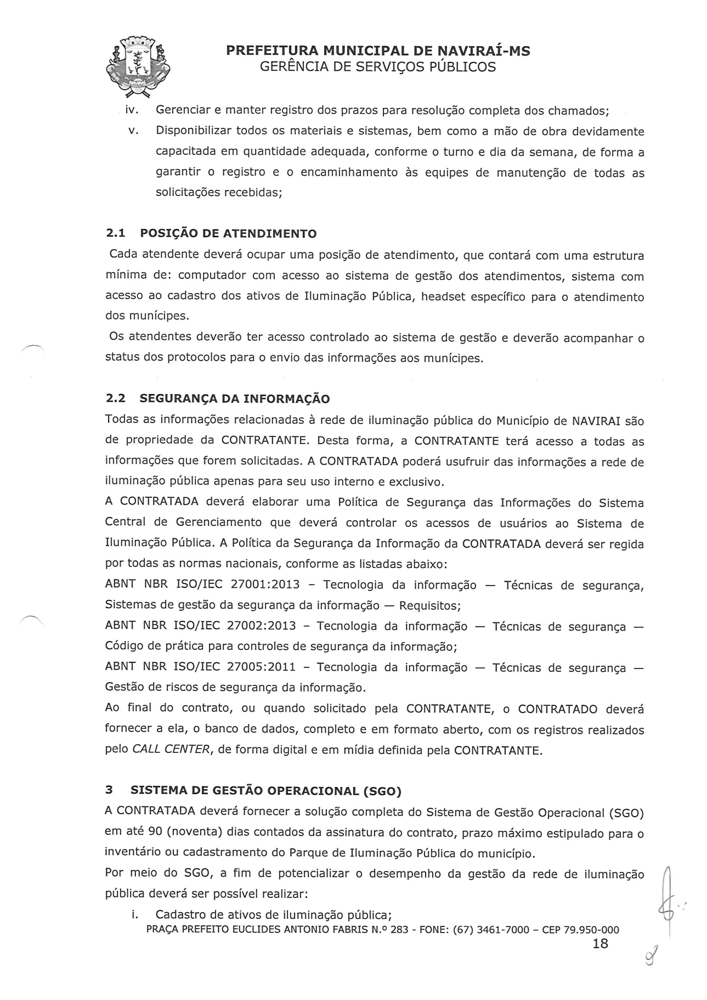 PREFEITURA MUNICIPAL DE NAVIRAÍ-MS
GERÊNCIA DE SERVIÇOS PÚBLICOS
iv. Gerenciar e manter registro dos prazos para resolução completa dos chamados;
v. Disponibilizar todos os materiais e sistemas, bem como a mão de obra devidamente
capacitada em quantidade adequada, conforme o turno e dia da semana, de forma a
garantir o registro e o encaminhamento às equipes de manutenção de todas as
solicitações recebidas;
2.1 POSIÇÃO DE ATENDIMENTO
Cada atendente deverá ocupar uma posição de atendimento, que contará com uma estrutura
mínima de: computador com acesso ao sistema de gestão dos atendimentos, sistema com
acesso ao cadastro dos ativos de Iluminação Pública, headset específico para o atendimento
dos munícipes.
Os atendentes deverão ter acesso controlado ao sistema de gestão e deverão acompanhar o
status dos protocolos para o envio das informações aos munícipes.
2.2 SEGURANÇA DA INFORMAÇÃO
Todas as informações relacionadas à rede de iluminação pública do Município de NAVIRAI são
de propriedade da CONTRATANTE. Desta forma, a CONTRATANTE terá acesso a todas as
informações que forem solicitadas. A CONTRATADA poderá usufruir das informações a rede de
iluminação pública apenas para seu uso interno e exclusivo.
A CONTRATADA deverá elaborar uma Política de Segurança das Informações do Sistema
Central de Gerenciamento que deverá controlar os acessos de usuários ao Sistema de
Iluminação Pública. A Política da Segurança da Informação da CONTRATADA deverá ser regida
por todas as normas nacionais, conforme as listadas abaixo:
ABNT NBR ISO/IEC 27001:2013 – Tecnologia da informação — Técnicas de segurança,
Sistemas de gestão da segurança da informação — Requisitos;
ABNT NBR ISO/IEC 27002:2013 – Tecnologia da informação — Técnicas de segurança —
Código de prática para controles de segurança da informação;
ABNT NBR ISO/IEC 27005:2011 – Tecnologia da informação — Técnicas de segurança —
Gestão de riscos de segurança da informação.
Ao final do contrato, ou quando solicitado pela CONTRATANTE, o CONTRATADO deverá
fornecer a ela, o banco de dados, completo e em formato aberto, com os registros realizados
pelo CALL CENTER, de forma digital e em mídia definida pela CONTRATANTE.
3 SISTEMA DE GESTÃO OPERACIONAL (SGO)
A CONTRATADA deverá fornecer a solução completa do Sistema de Gestão Operacional (SGO)
em até 90 (noventa) dias contados da assinatura do contrato, prazo máximo estipulado para o
inventário ou cadastramento do Parque de Iluminação Pública do município.
Por meio do SGO, a fim de potencializar o desempenho da gestão da rede de iluminação
pública deverá ser possível realizar:
i. Cadastro de ativos de iluminação pública;
PRAÇA PREFEITO EUCLIDES ANTONIO FABRIS N.º 283 - FONE: (67) 3461-7000 – CEP 79.950-000
18